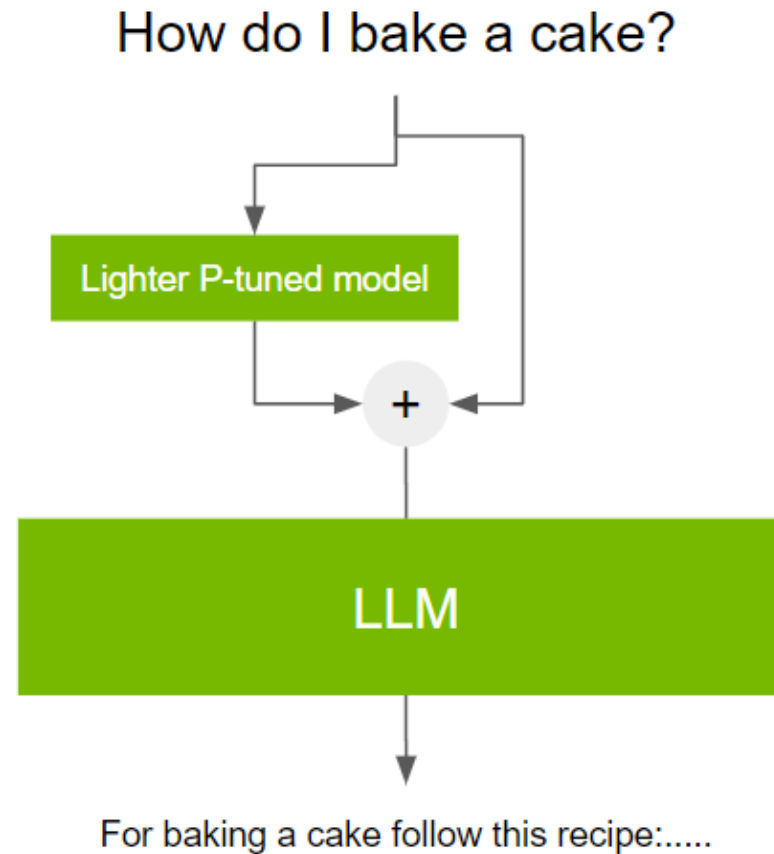 How do I bake a cake?
Lighter P-tuned model
+
LLM
For baking a cake follow this recipe:.....